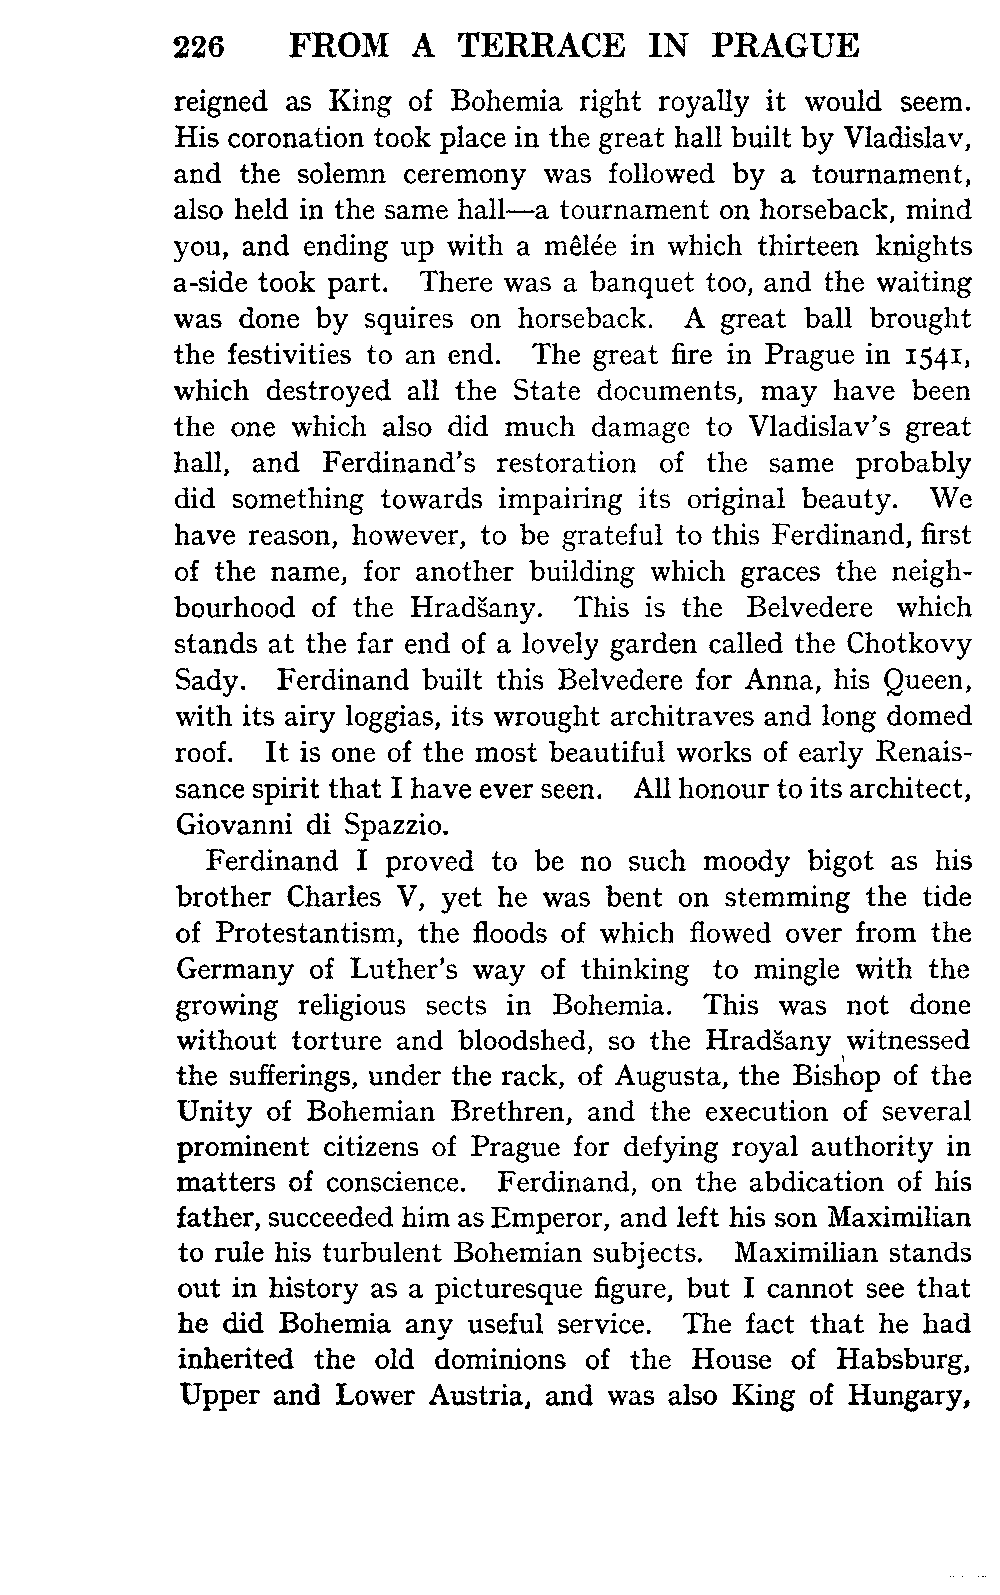 226 FROM A TERRACE IN PRAGUE
reigned as King of Bohemia right royally it would seem.
His coronation took place in the great hall built by Vladislav,
and the solemn ceremony was followed by a tournament,
also held in the same hall—a tournament on horseback, mind
you, and ending up with a mêlée in which thirteen knights
a-side took part. There was a banquet too, and the waiting
was done by squires on horseback. A great ball brought
the festivities to an end. The great fire in Prague in 1541,
which destroyed all the State documents, may have been
the one which also did much damage to Vladislav's great
hall, and Ferdinand's restoration of the same probably
did something towards impairing its original beauty. We
have reason, however, to be grateful to this Ferdinand, first
of the name, for another building which graces the neigh-
bourhood of the Hradšany. This is the Belvedere which
stands at the far end of a lovely garden called the Chotkovy
Sady. Ferdinand built this Belvedere for Anna, his Queen,
with its airy loggias, its wrought architraves and long domed
roof. It is one of the most beautiful works of early Renais-
sance spirit that I have ever seen. All honour to its architect,
Giovanni di Spazzio.
Ferdinand I proved to be no such moody bigot as his
brother Charles V, yet he was bent on stemming the tide
of Protestantism, the floods of which flowed over from the
Germany of Luther's way of thinking to mingle with the
growing religious sects in Bohemia. This was not done
without torture and bloodshed, so the Hradšany witnessed
the sufferings, under the rack, of Augusta, the Bishop of the
Unity of Bohemian Brethren, and the execution of several
prominent citizens of Prague for defying royal authority in
matters of conscience. Ferdinand, on the abdication of his
father, succeeded him as Emperor, and left his son Maximilian
to rule his turbulent Bohemian subjects. Maximilian stands
out in history as a picturesque figure, but I cannot see that
he did Bohemia any useful service. The fact that he had
inherited the old dominions of the House of Habsburg,
Upper and Lower Austria, and was also King of Hungary,